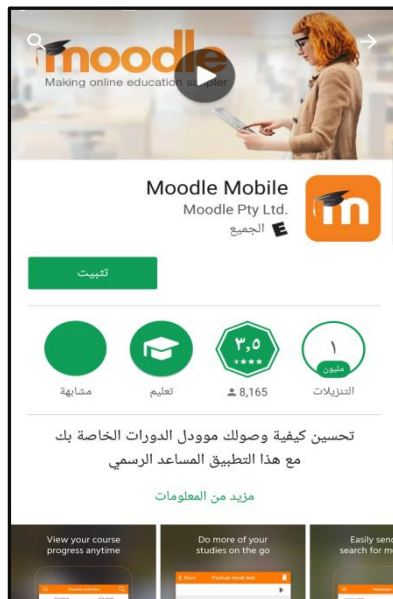 moodle
Making online education simpler
Moodle Mobile
Moodle Pty Ltd.
الجميع
تثبيت
٣,٥
١
مليون
مشابهة
تعليم
8,165
التنزيلات
تحسين كيفية وصولك موودل الدورات الخاصة بك
مع هذا التطبيق المساعد الرسمي
مزيد من المعلومات
View your course
progress anytime
Do more of your
studies on the go
Easily send
search for